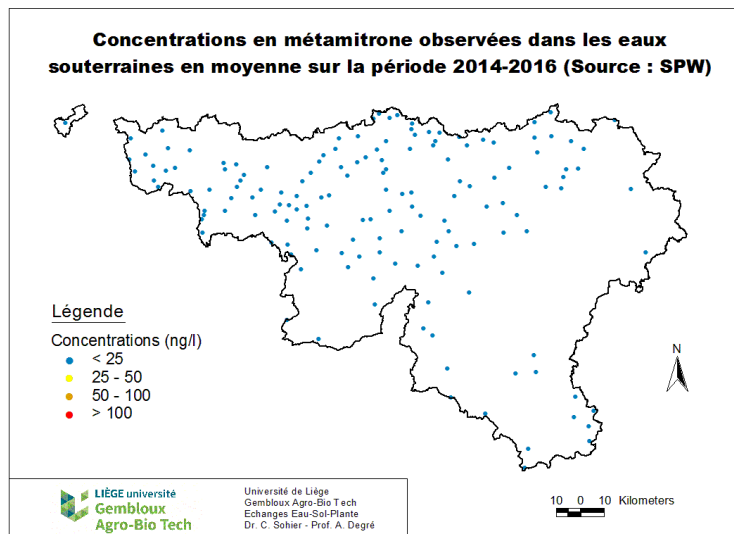 Concentrations en métamitrone observées dans les eaux
souterraines en moyenne sur la période 2014-2016 (Source : SPW)
Légende
Concentrations (ng/l)
< 25
25 - 50
50 - 100
> 100
N
LIÈGE université
Gembloux
Agro-Bio Tech
Université de Liège
Gembloux Agro-Bio Tech
Echanges Eau-Sol-Plante
Dr. C. Sohier - Prof. A. Degré
10 0 10 Kilometers